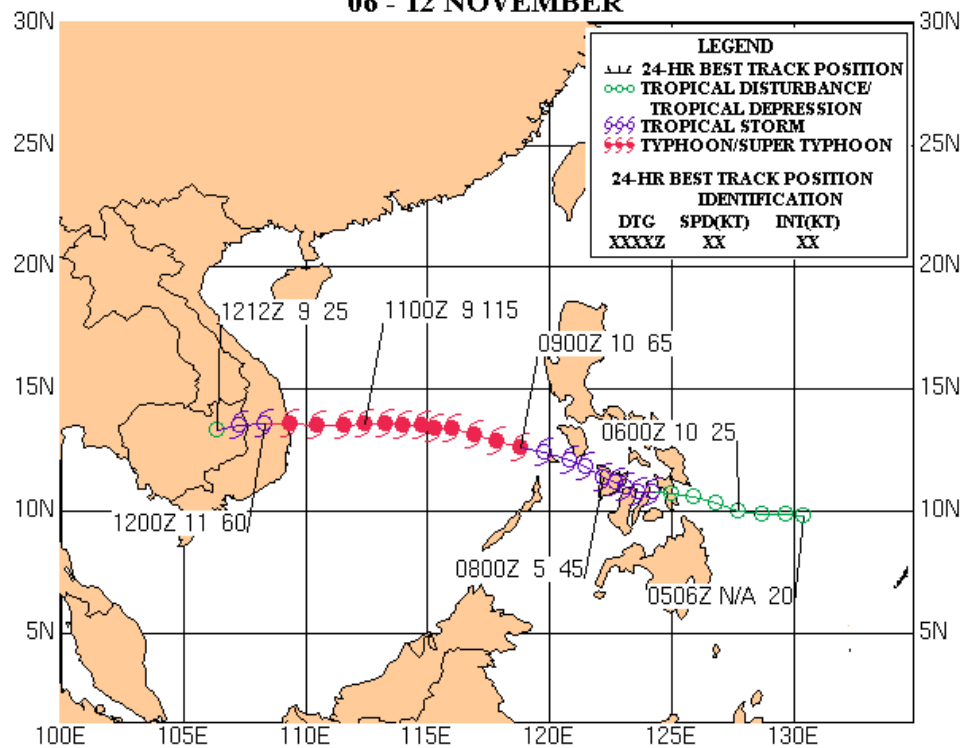 06 - 12 NOVEMBER
30N 30N
LEGEND
24-HR BEST TRACK POSITION
TROPICAL DISTURBANCE/
TROPICAL DEPRESSION
TROPICAL STORM
TYPHOON/SUPER TYPHOON
24-HR BEST TRACK POSITION
IDENTIFICATION
DTG SPD(KT) INT(KT)
XXXXZ XX XX
25N 25N
20N 20N
1212Z 9 25
1100Z 9 115
0900Z 10 65
15N 15N
0600Z 10 25
10N 10N
1200Z 11 60
0800Z 5 45
0506Z N/A 20
5N 5N
100E 105E 110E 115E 120E 125E 130E